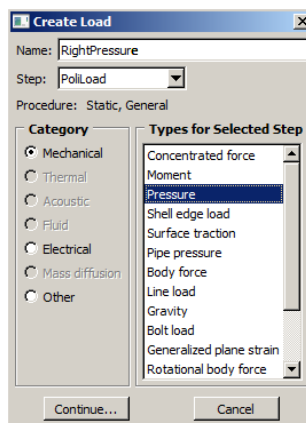 Create Load
Name: RightPressure
Step: PoliLoad
Procedure: Static, General
Category
Mechanical
Thermal
Acoustic
Fluid
Electrical
Mass diffusion
Other
Types for Selected Step
Concentrated force
Moment
Pressure
Shell edge load
Surface traction
Pipe pressure
Body force
Line load
Gravity
Bolt load
Generalized plane strain
Rotational body force
Continue...
Cancel